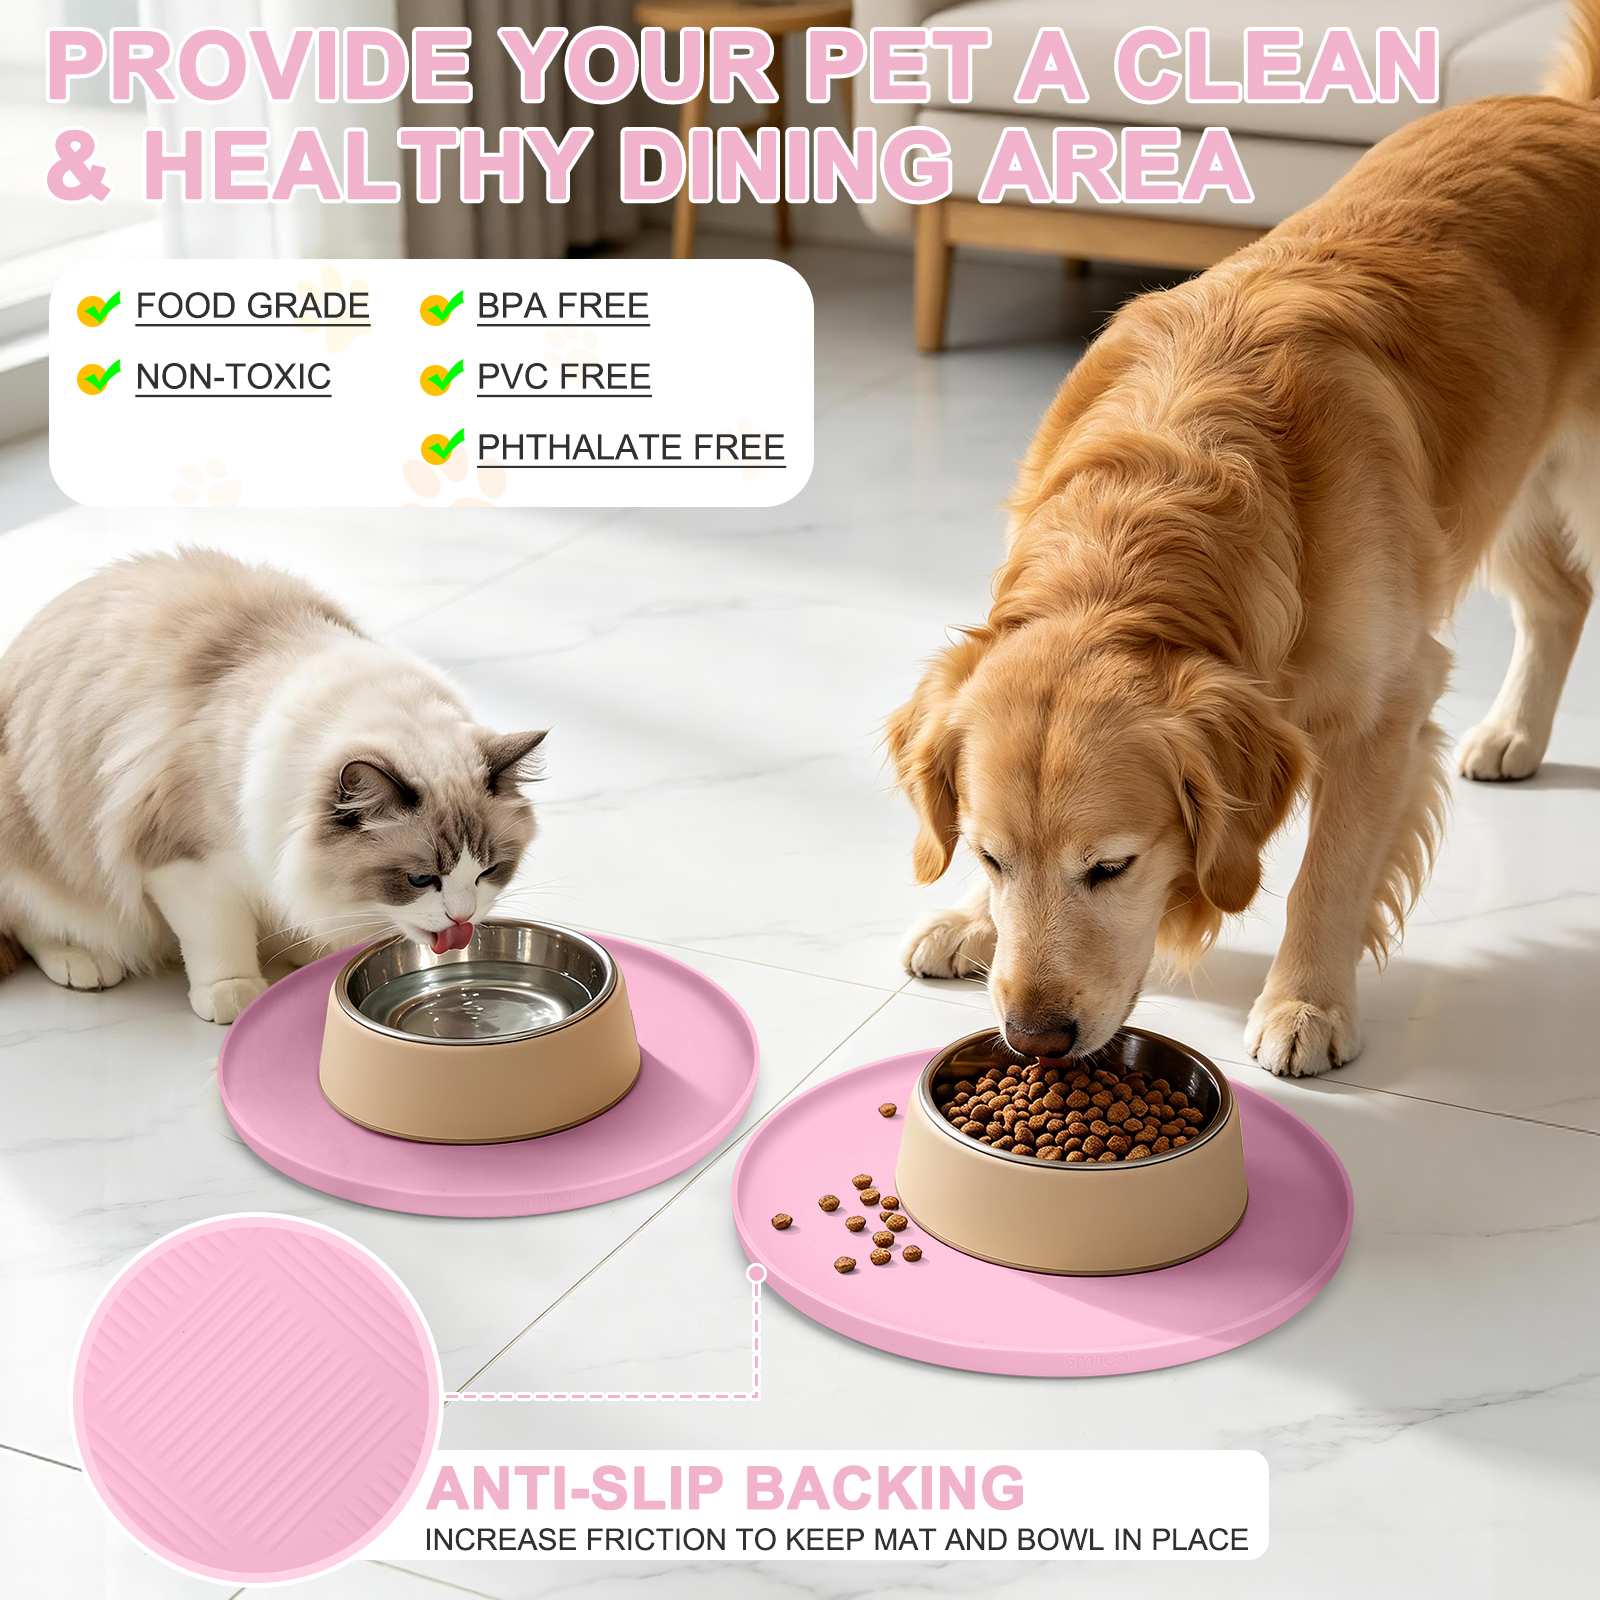 PROVIDE YOUR PET A CLEAN
& HEALTHY DINING AREA
FOOD GRADE
BPA FREE
NON-TOXIC
PVC FREE
PHTHALATE FREE
ANTI-SLIP BACKING
INCREASE FRICTION TO KEEP MAT AND BOWL IN PLACE